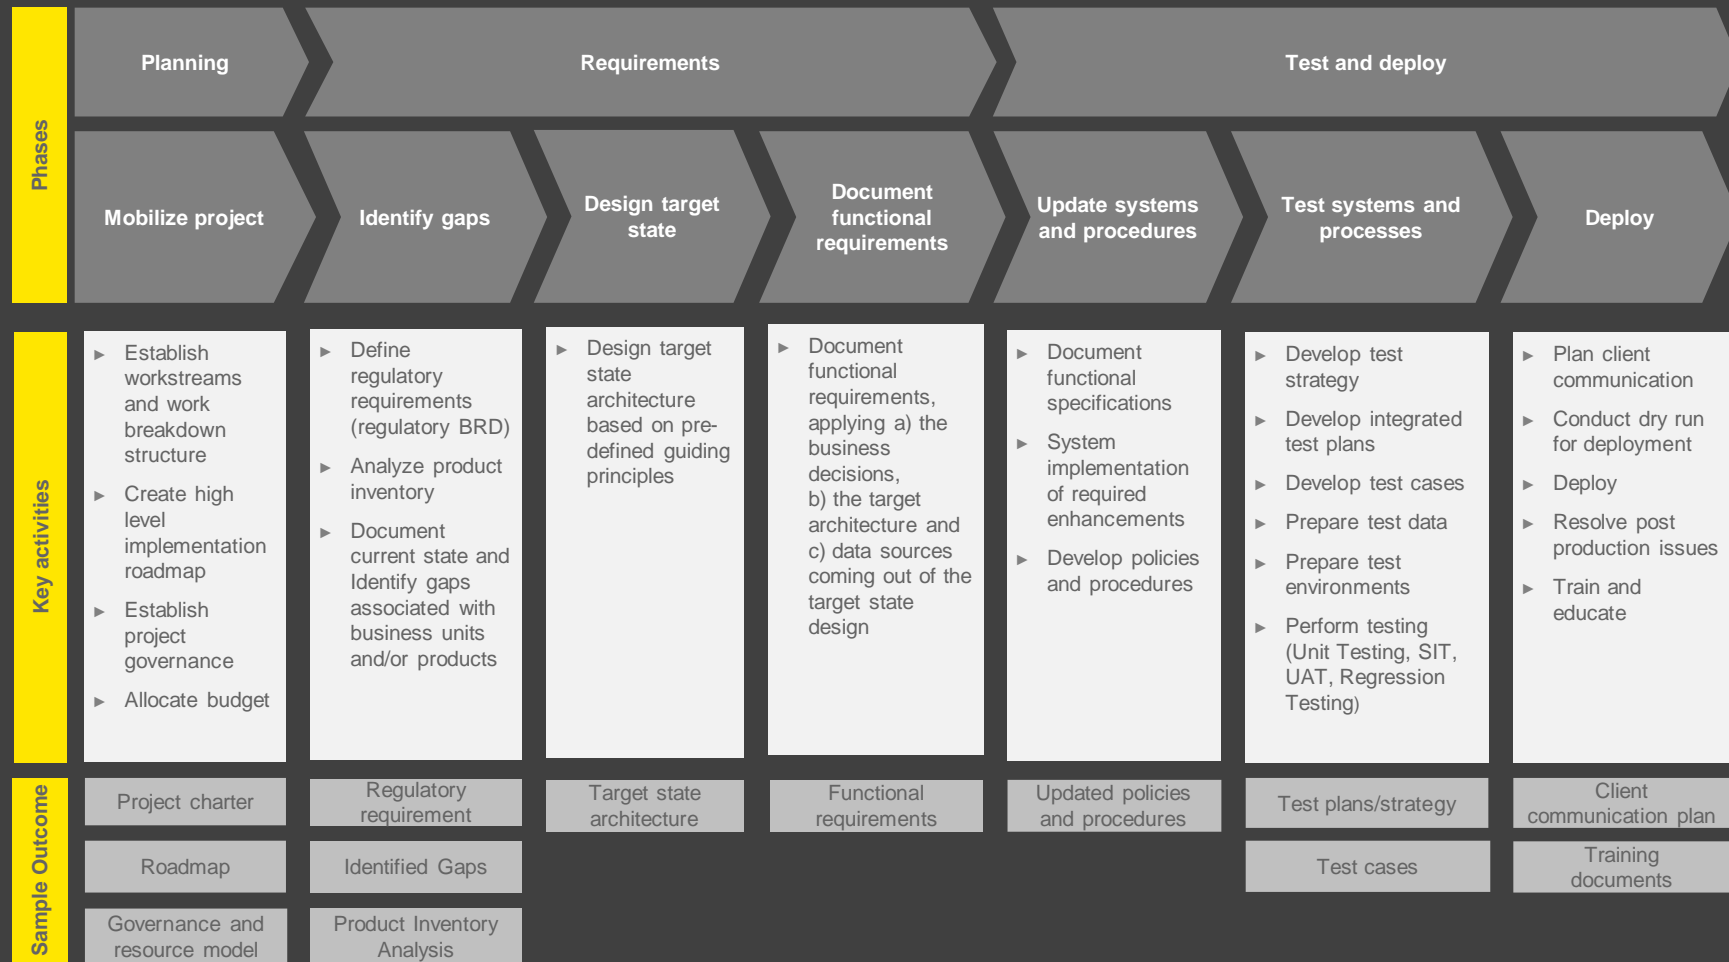 Phases
Planning
Requirements
Test and deploy
Mobilize project
Identify gaps
Design target
state
Document
functional
requirements
Update systems
and procedures
Test systems and
processes
Deploy
Key activities
► Establish
workstreams
and work
breakdown
structure
► Create high
level
implementation
roadmap
► Establish
project
governance
► Allocate budget
► Define
regulatory
requirements
(regulatory BRD)
► Analyze product
inventory
► Document
current state and
Identify gaps
associated with
business units
and/or products
► Design target
state
architecture
based on pre-
defined guiding
principles
► Document
functional
requirements,
applying a) the
business
decisions,
b) the target
architecture and
c) data sources
coming out of the
target state
design
► Document
functional
specifications
► System
implementation
of required
enhancements
► Develop policies
and procedures
► Develop test
strategy
► Develop integrated
test plans
► Develop test cases
► Prepare test data
► Prepare test
environments
► Perform testing
(Unit Testing, SIT,
UAT, Regression
Testing)
► Plan client
communication
► Conduct dry run
for deployment
► Deploy
► Resolve post
production issues
► Train and
educate
Sample Outcome
Project charter
Roadmap
Governance and
resource model
Regulatory
requirement
Identified Gaps
Product Inventory
Analysis
Target state
architecture
Functional
requirements
Updated policies
and procedures
Test plans/strategy
Test cases
Client
communication plan
Training
documents